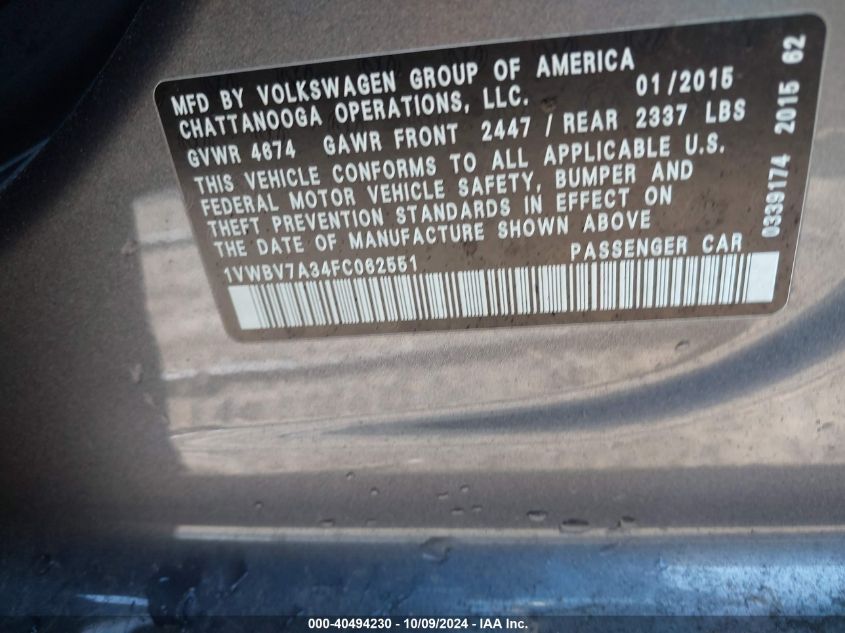 MFD BY VOLKSWAGEN GROUP OF AMERICA 01/2015
CHATTANOOGA OPERATIONS, LLC.
GVWR 4674 GAWR FRONT 2447 / REAR 2337 LBS
THIS VEHICLE CONFORMS TO ALL APPLICABLE U.S.
FEDERAL MOTOR VEHICLE SAFETY, BUMPER AND
THEFT PREVENTION STANDARDS IN EFFECT ON
THE DATE OF MANUFACTURE SHOWN ABOVE
1VWBV7A34FC062551 PASSENGER CAR
0339174 2015 62
000-40494230 - 10/09/2024 - IAA Inc.